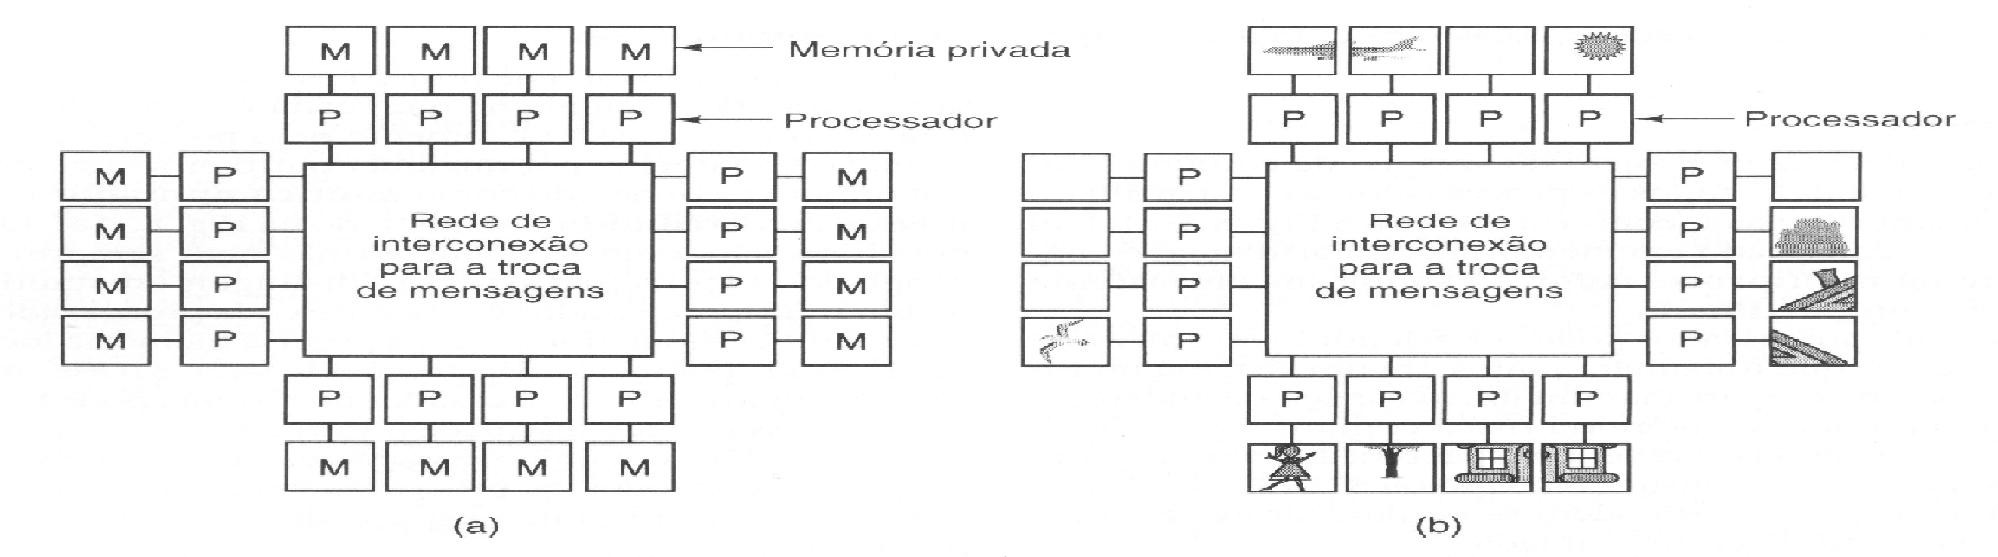 M M M M Memória privada
P P P P Processador
P P P P Processador
M P P M
P P
M P P M
P P
M P P M
P P
M P P M
P P
Rede de
interconexão
para a troca
de mensagens
Rede de
interconexão
para a troca
de mensagens
P P P P
P P P P
M M M M
(a)
(b)